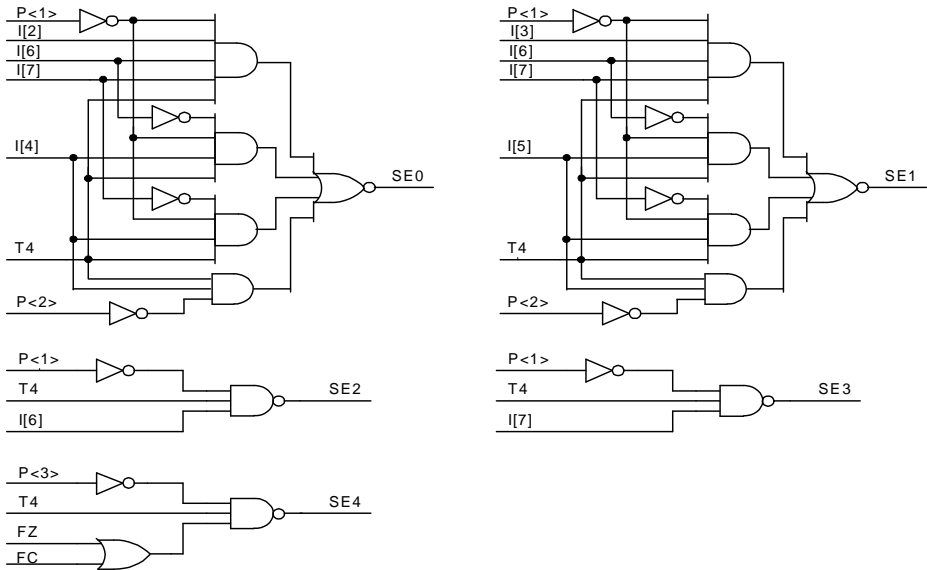 P<1>
I[2]
I[6]
I[7]
I[4]
T4
P<2>
SE0
P<1>
I[3]
I[6]
I[7]
I[5]
T4
P<2>
SE1
P<1>
T4
I[6]
SE2
P<1>
T4
I[7]
SE3
P<3>
T4
FZ
FC
SE4